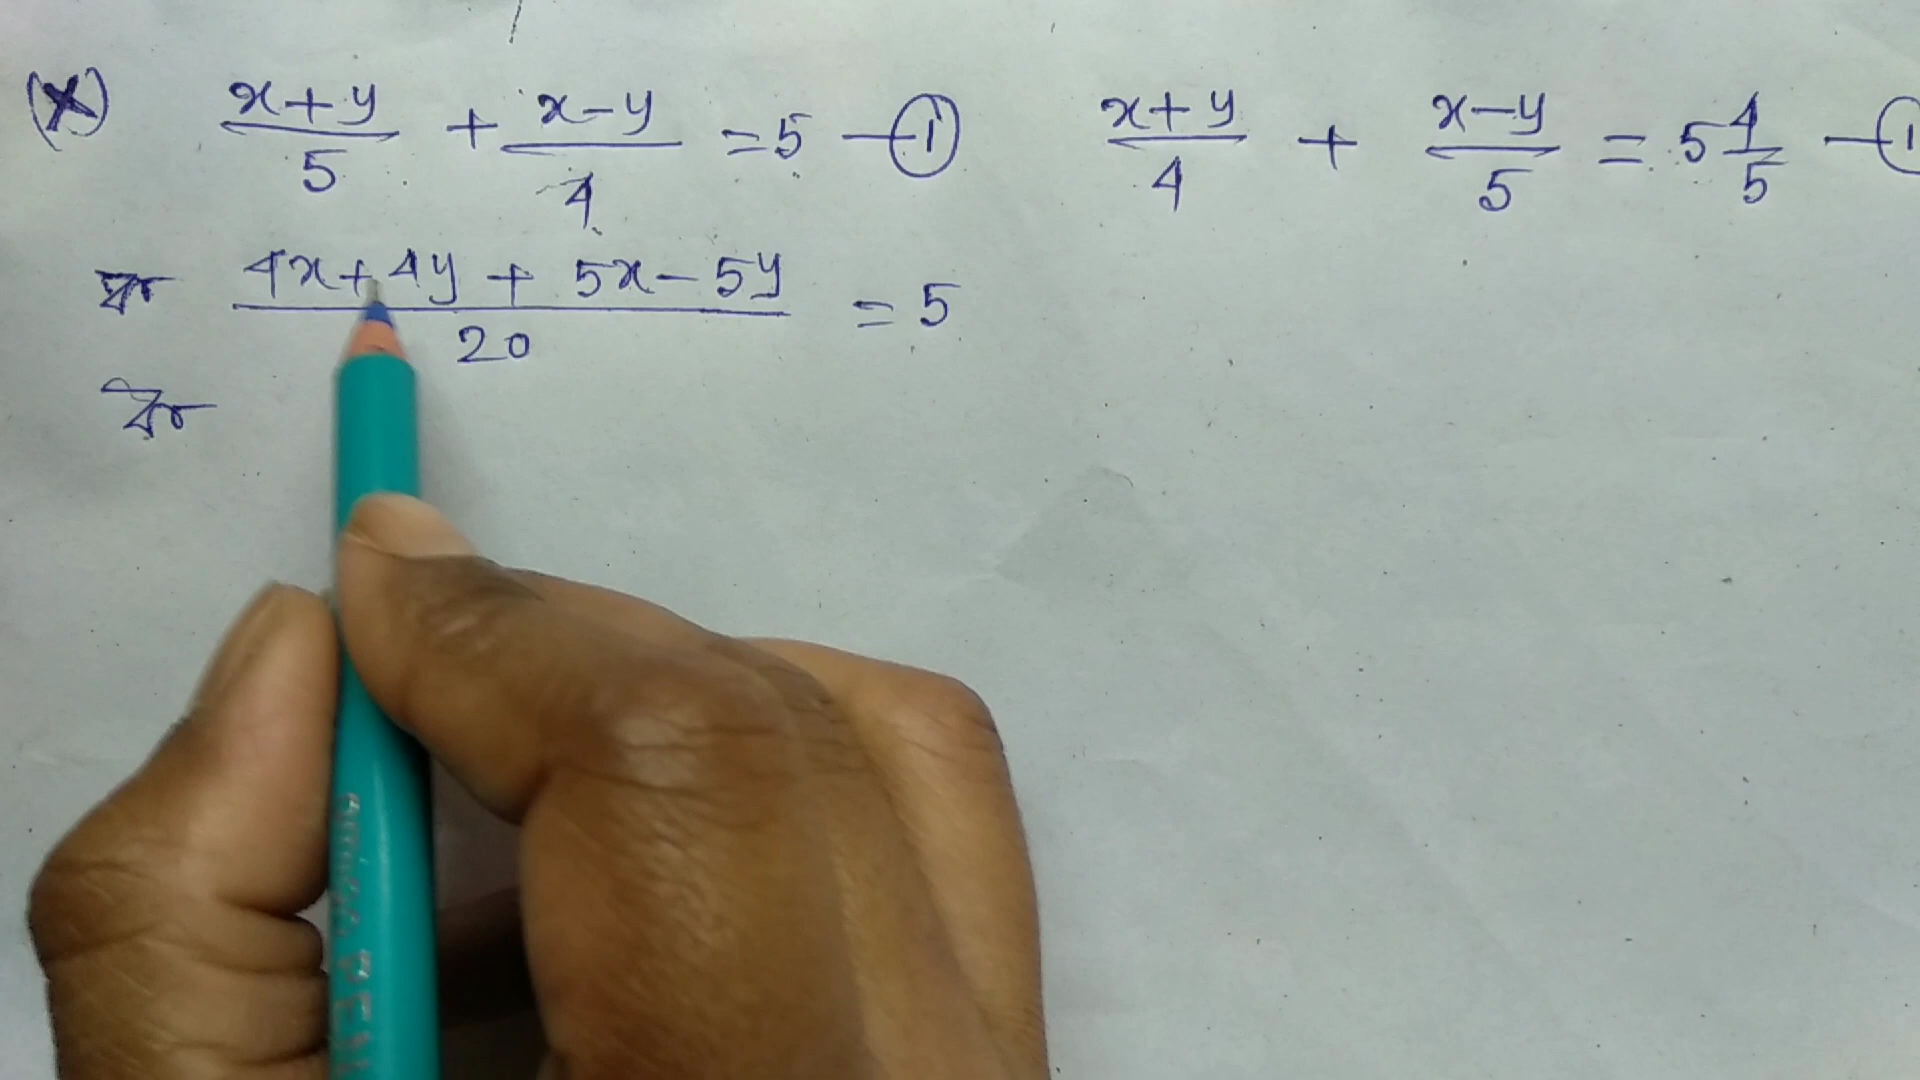 (x) x+y/5 + x-y/4 = 5 —① x+y/4 + x-y/5 = 5 4/5 —①
বা 4x+4y + 5x-5y/20 = 5
বা